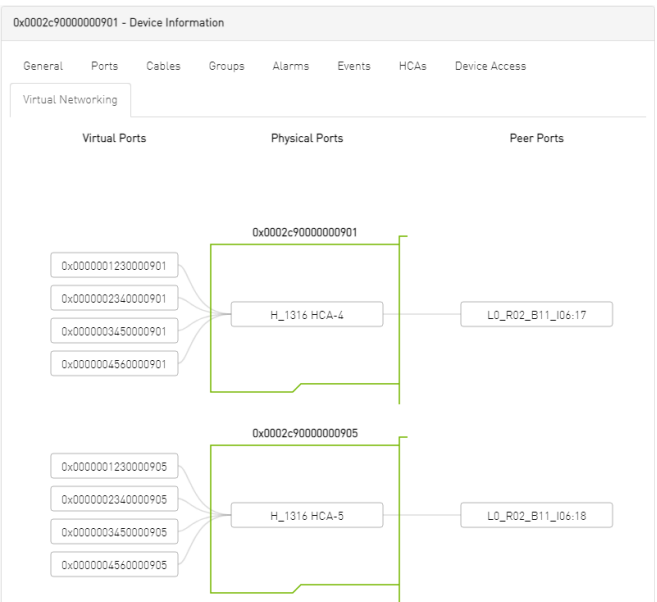 0x0002c90000000901 - Device Information
General Ports Cables Groups Alarms Events HCAs Device Access
Virtual Networking
Virtual Ports Physical Ports Peer Ports
0x0002c90000000901
0x0000001230000901
0x0000002340000901
H_1316 HCA-4 L0_R02_B11_I06:17
0x0000003450000901
0x0000004560000901
0x0002c90000000905
0x0000001230000905
0x0000002340000905
H_1316 HCA-5 L0_R02_B11_I06:18
0x0000003450000905
0x0000004560000905